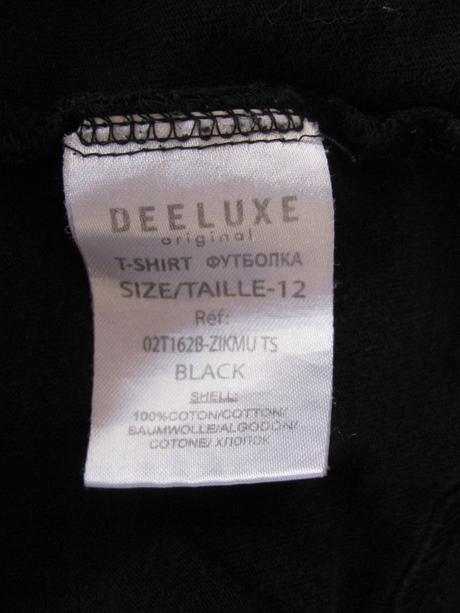 DEELUXE
original
T-SHIRT ФУТБОЛКА
SIZE/TAILLE-12
Réf:
02T162B-ZIKMU TS
BLACK
SHELL:
100%COTON/COTTON/
BAUMWOLLE/ALGODON/
COTONE/ ХЛОПОК